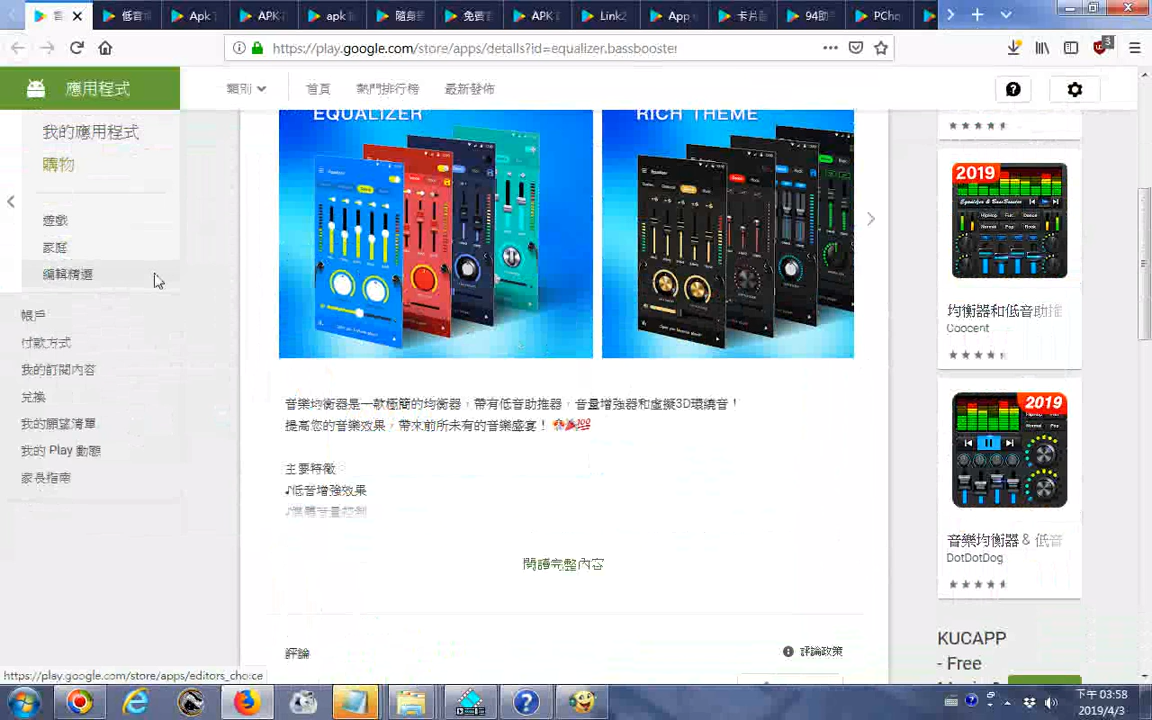 低音增
Apk
APK
apk
隨身
免費
APK
Link2
App
卡片
94助
PCho
https://play.google.com/store/apps/details?id=equalizer.bassbooster
3
應用程式
類別
首頁
熱門排行榜
最新發佈
我的應用程式
購物
遊戲
家庭
編輯精選
帳戶
付款方式
我的訂閱內容
兌換
我的願望清單
我的 Play 動態
家長指南
EQUALIZER
RICH THEME
音樂均衡器是一款極簡的均衡器，帶有低音助推器，音量增強器和虛擬3D環繞音！
提高您的音樂效果，帶來前所未有的音樂盛宴！
主要特徵
♪低音增強效果
閱讀完整內容
評論
評論政策
2019
均衡器和低音助推
Coocent
2019
音樂均衡器 & 低音
DotDotDog
KUCAPP
- Free
https://play.google.com/store/apps/editors_choice
下午 03:58
2019/4/3